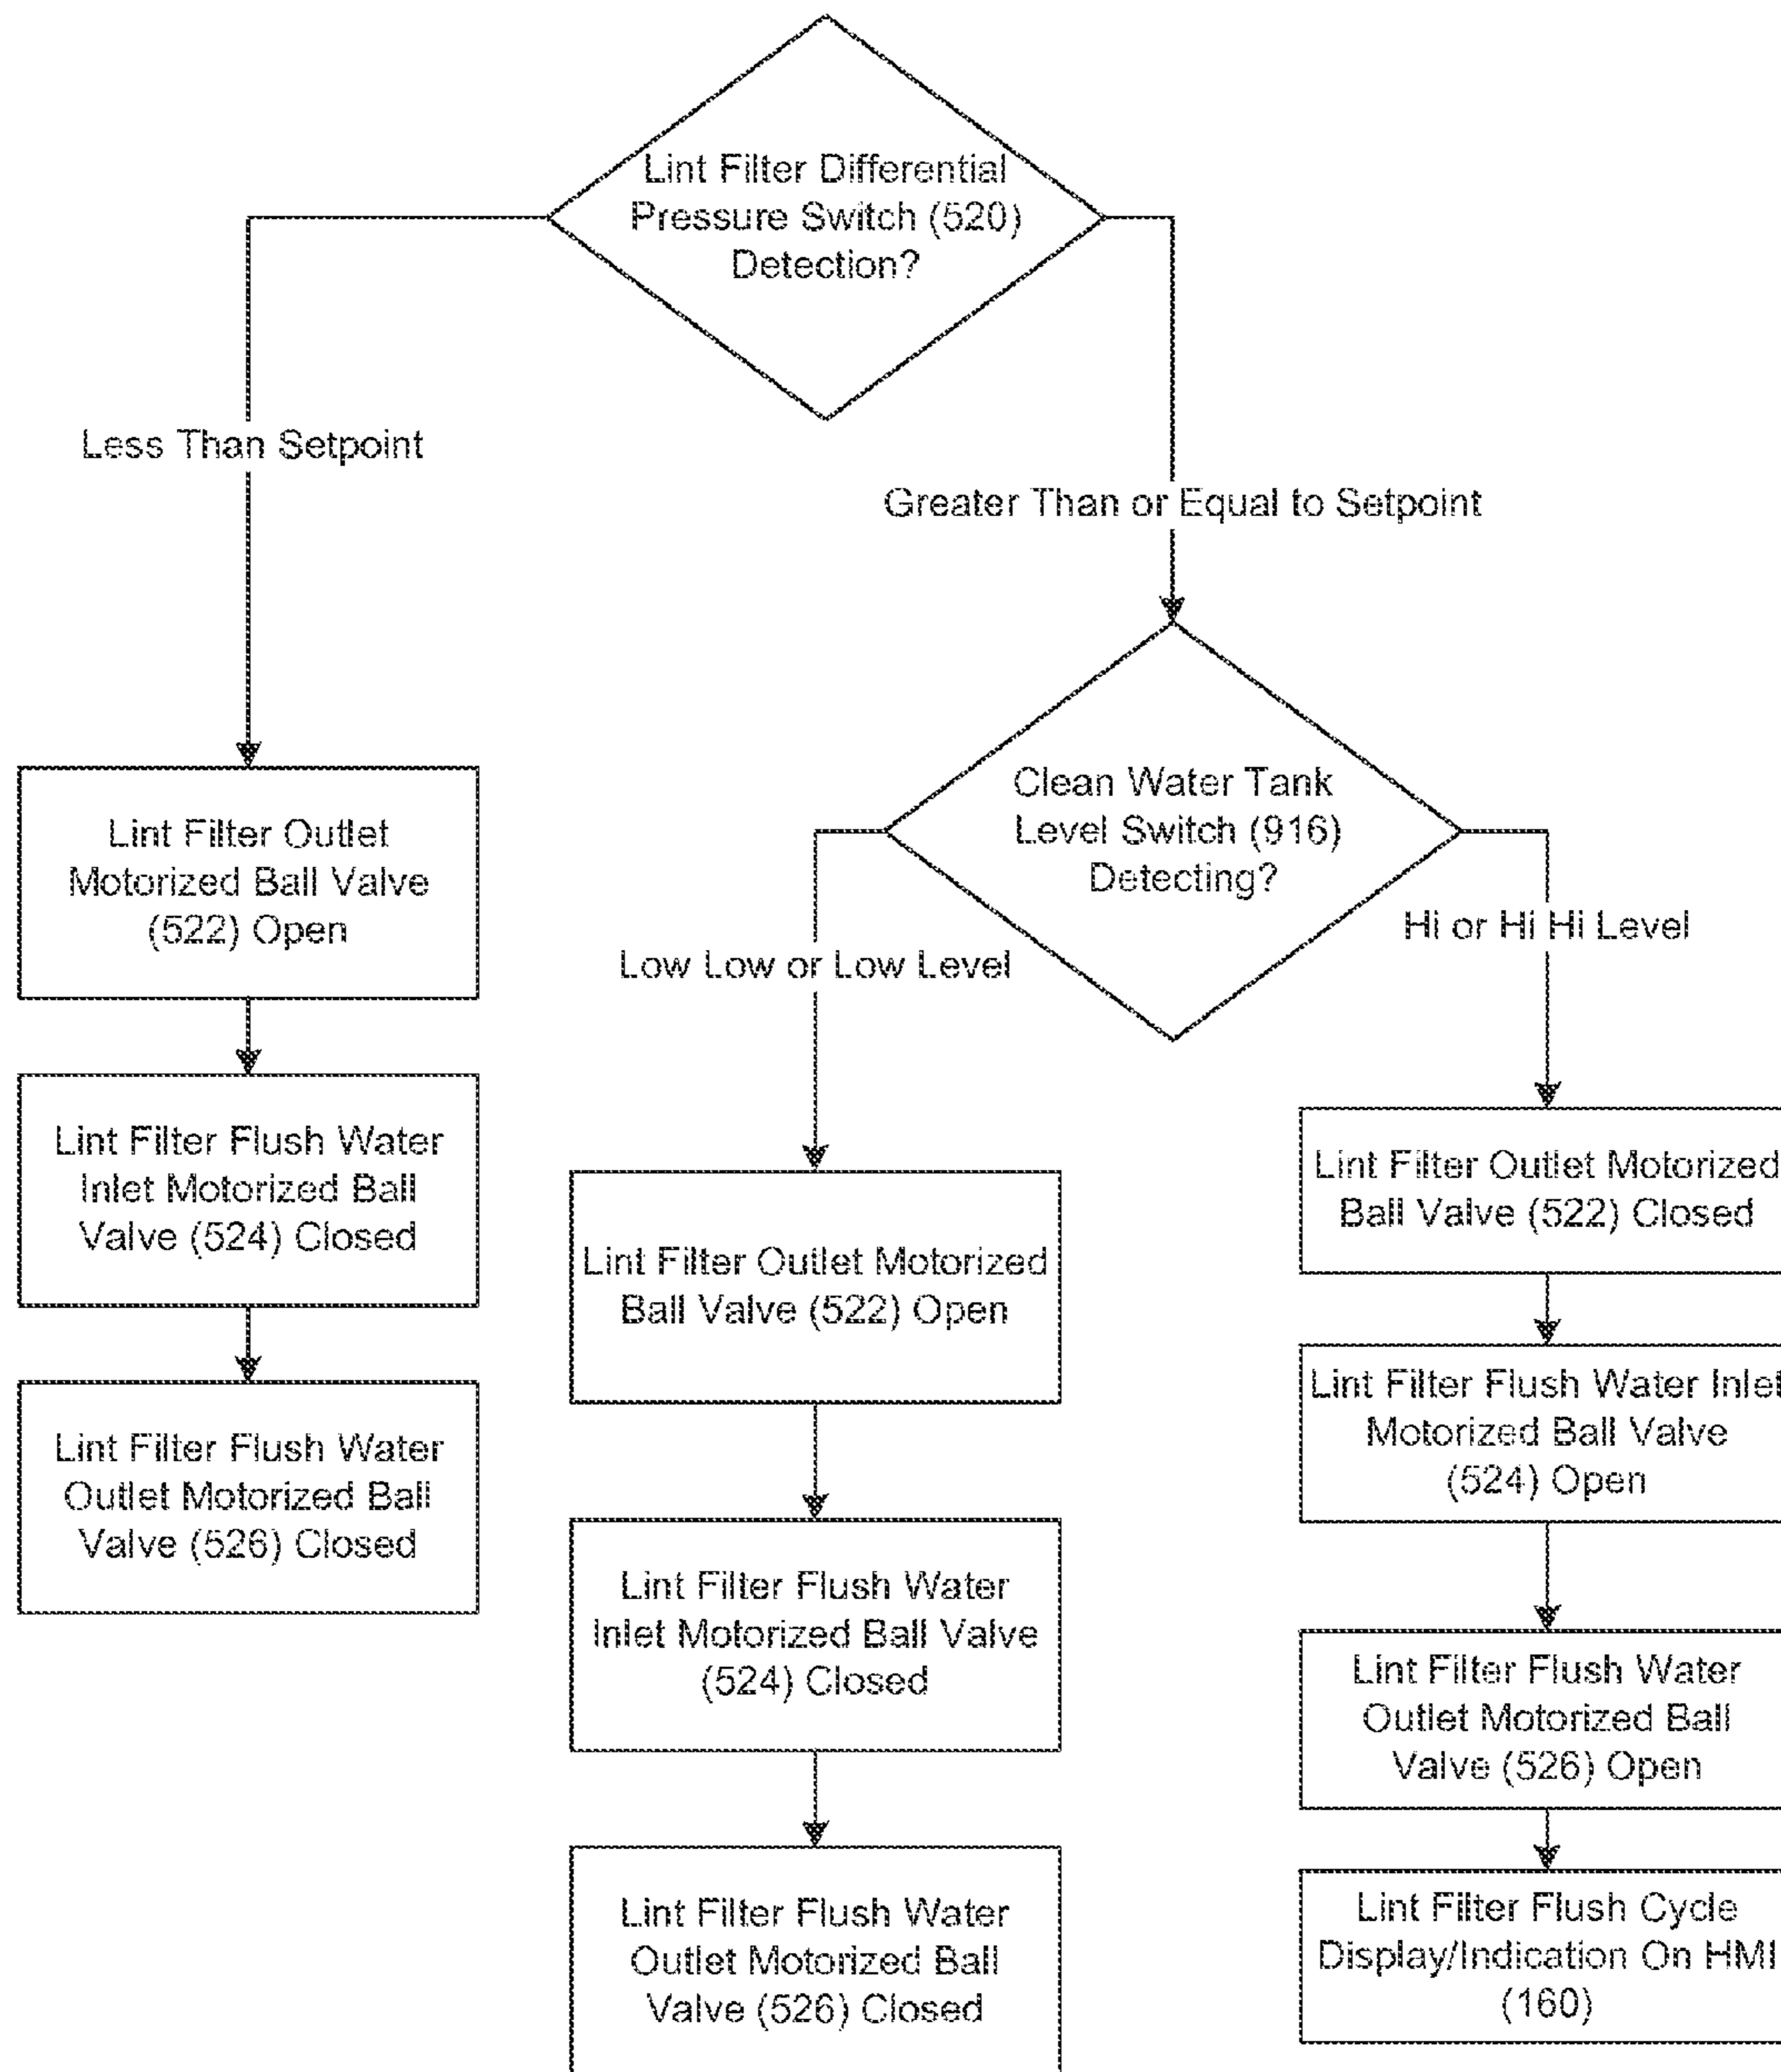 Lint Filter Differential
Pressure Switch (520)
Detection?
Less Than Setpoint
Greater Than or Equal to Setpoint
Clean Water Tank
Level Switch (916)
Detecting?
Low Low or Low Level
Hi or Hi Hi Level
Lint Filter Outlet
Motorized Ball Valve
(522) Open
Lint Filter Flush Water
Inlet Motorized Ball
Valve (524) Closed
Lint Filter Flush Water
Outlet Motorized Ball
Valve (526) Closed
Lint Filter Outlet Motorized
Ball Valve (522) Open
Lint Filter Flush Water
Inlet Motorized Ball Valve
(524) Closed
Lint Filter Flush Water
Outlet Motorized Ball
Valve (526) Closed
Lint Filter Outlet Motorized
Ball Valve (522) Closed
Lint Filter Flush Water Inlet
Motorized Ball Valve
(524) Open
Lint Filter Flush Water
Outlet Motorized Ball
Valve (526) Open
Lint Filter Flush Cycle
Display/Indication On HMI
(160)